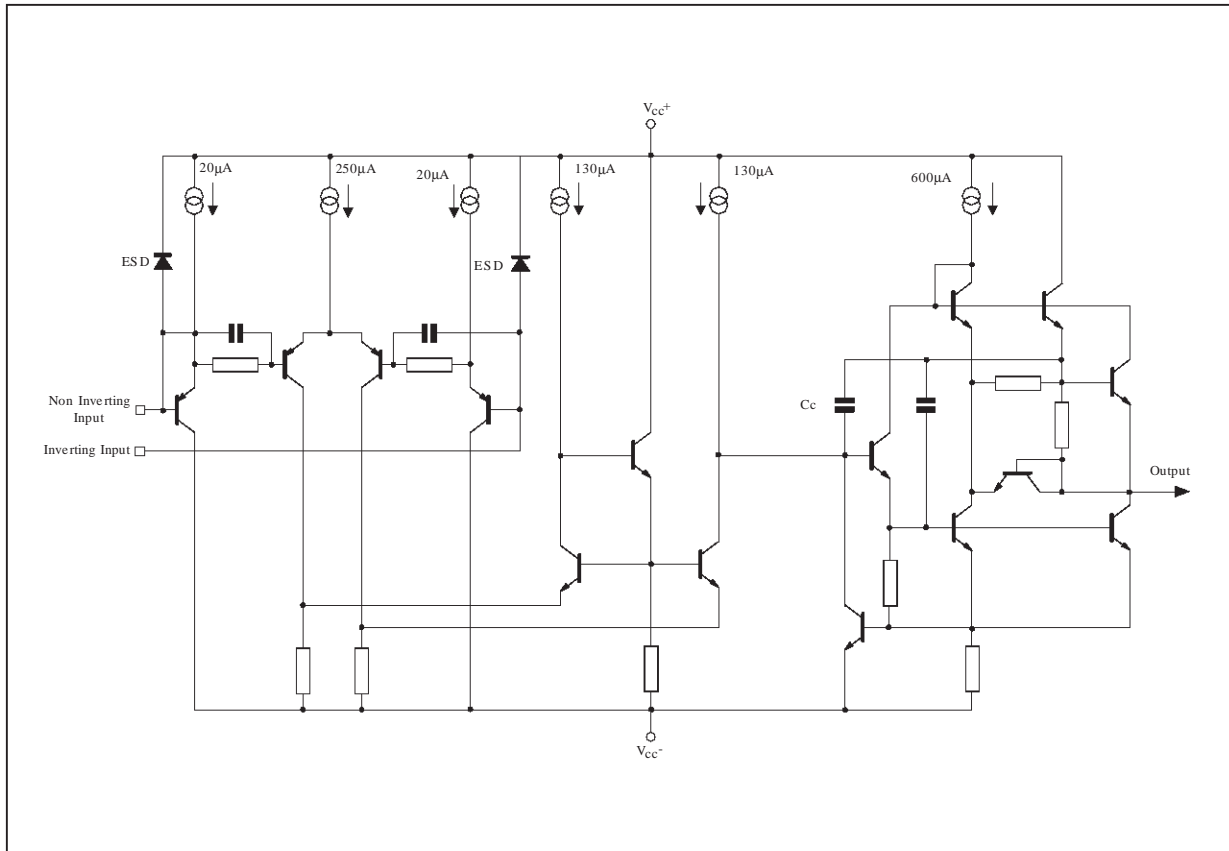 Vcc+
20µA
250µA
20µA
130µA
130µA
600µA
ESD
ESD
Non Inverting
Input
Cc
Inverting Input
Output
Vcc-